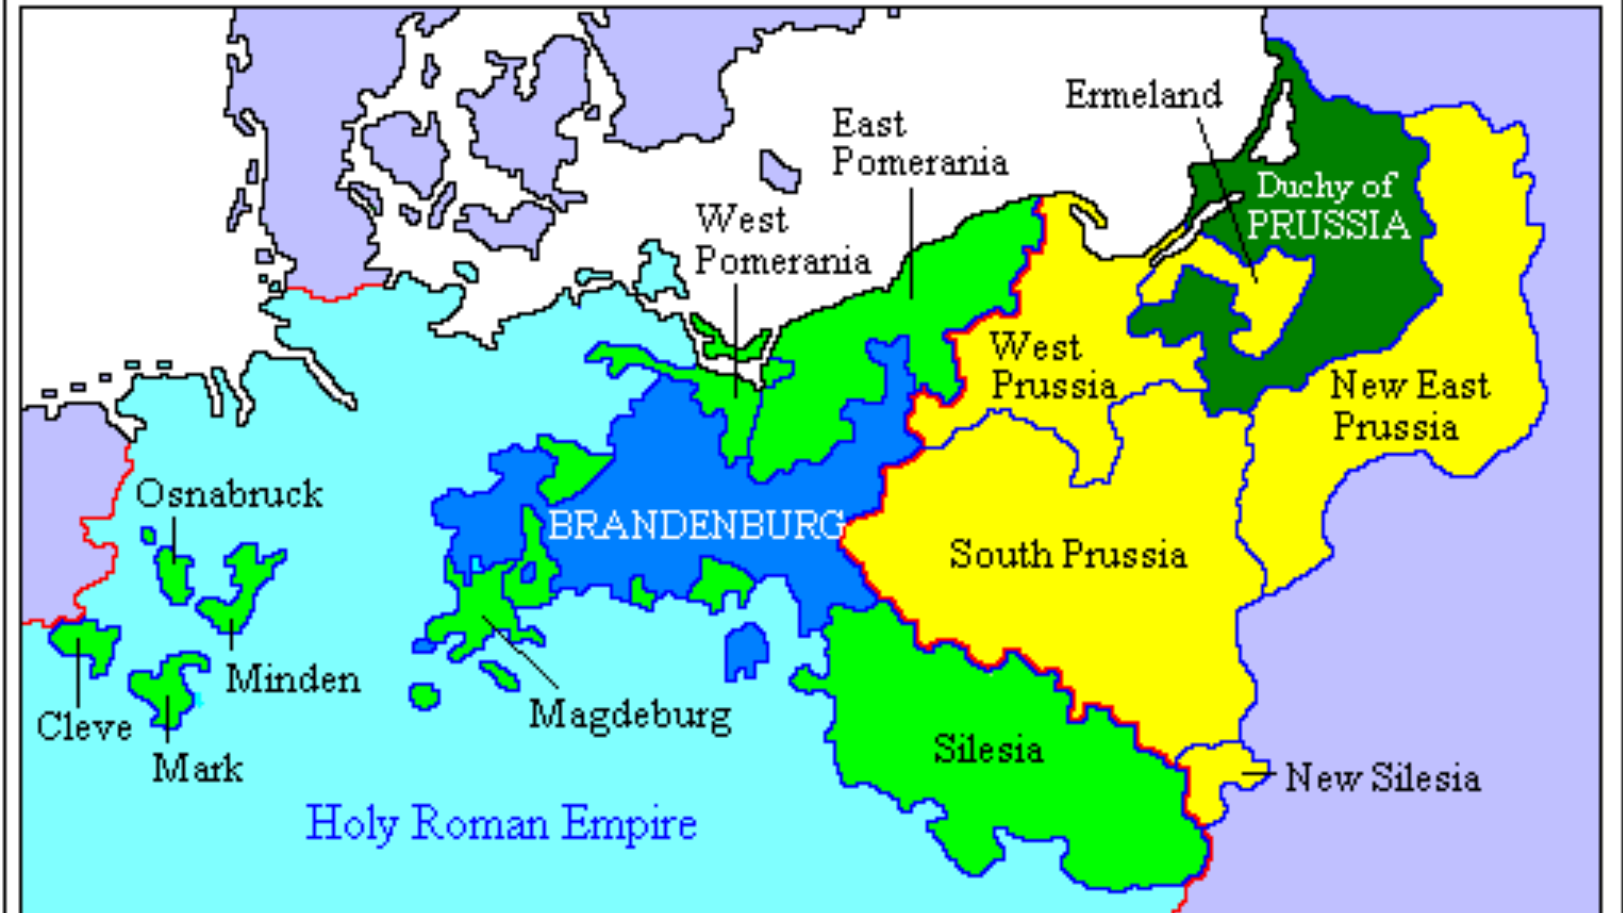 Ermeland
East
Pomerania
Duchy of
PRUSSIA
West
Pomerania
West
Prussia
New East
Prussia
Osnabruck
BRANDENBURG
South Prussia
Minden
Cleve
Magdeburg
Mark
Silesia
New Silesia
Holy Roman Empire